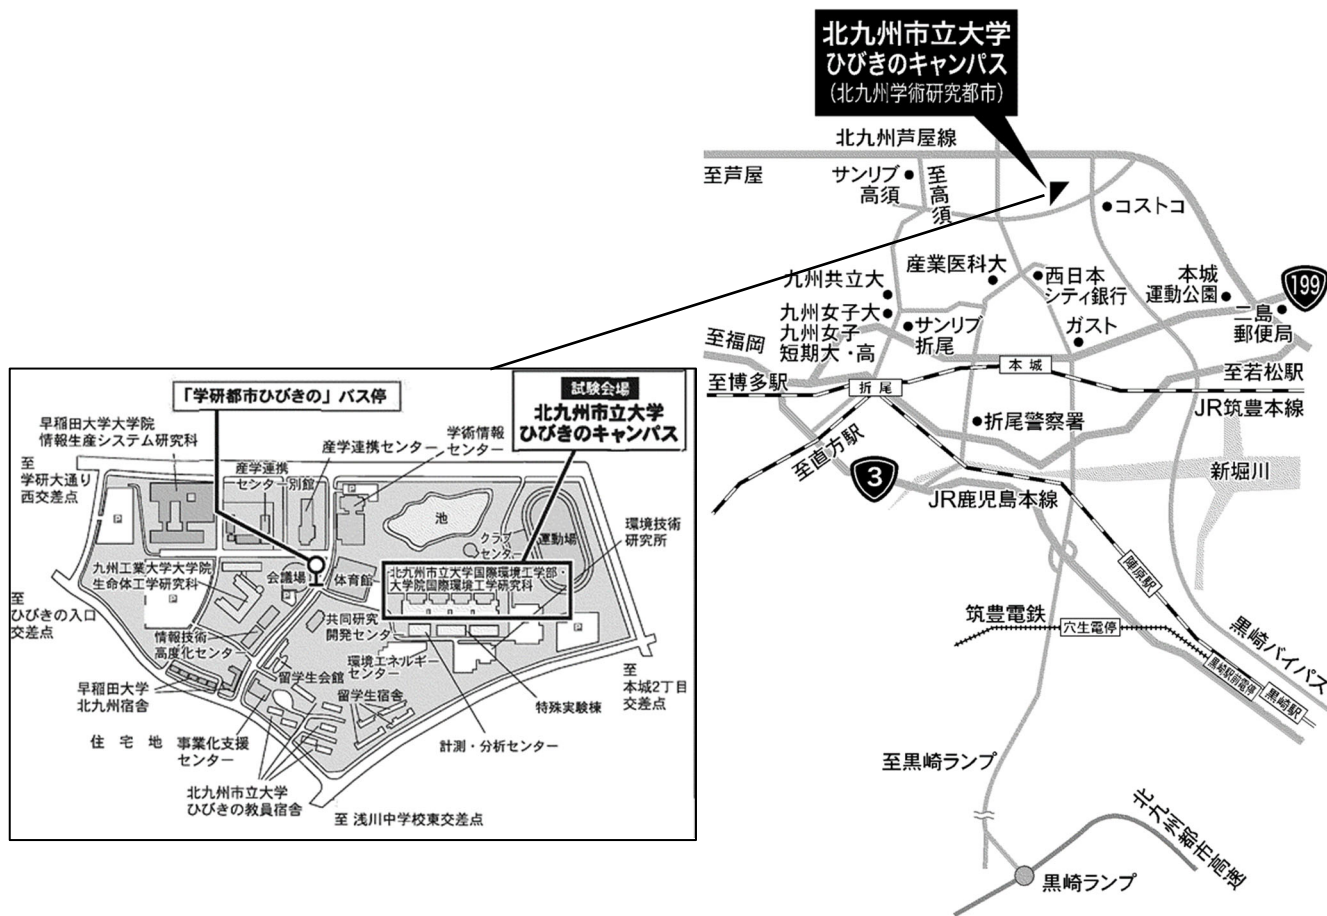 北九州市立大学
ひびきのキャンパス
(北九州学術研究都市)
北九州芦屋線
至芦屋
サンリブ
高須
至高須
コストコ
産業医科大
九州共立大
西日本
シティ銀行
本城
運動公園
199
二島
郵便局
九州女子大
九州女子
短期大・高
サンリブ
折尾
ガスト
至福岡
至博多駅
折尾
本城
至若松駅
JR筑豊本線
折尾警察署
至直方駅
3
新堀川
JR鹿児島本線
陣原駅
筑豊電鉄
穴生電停
黒崎バイパス
黒崎駅前電停
黒崎駅
至黒崎ランプ
北九州都市高速
黒崎ランプ
「学研都市ひびきの」バス停
試験会場
北九州市立大学
ひびきのキャンパス
早稲田大学大学院
情報生産システム研究科
至
学研大通り
西交差点
産学連携
センター別館
産学連携センター
学術情報
センター
P
P
池
クラブ
センター
運動場
環境技術
研究所
九州工業大学大学院
生命体工学研究科
会議場
体育館
北九州市立大学国際環境工学部・
大学院国際環境工学研究科
P
P
至
ひびきの入口
交差点
情報技術
高度化センター
共同研究
開発センター
環境エネルギー
センター
早稲田大学
北九州宿舎
留学生会館
留学生宿舎
特殊実験棟
至
本城2丁目
交差点
住宅地
事業化支援
センター
計測・分析センター
北九州市立大学
ひびきの教員宿舎
至 浅川中学校東交差点